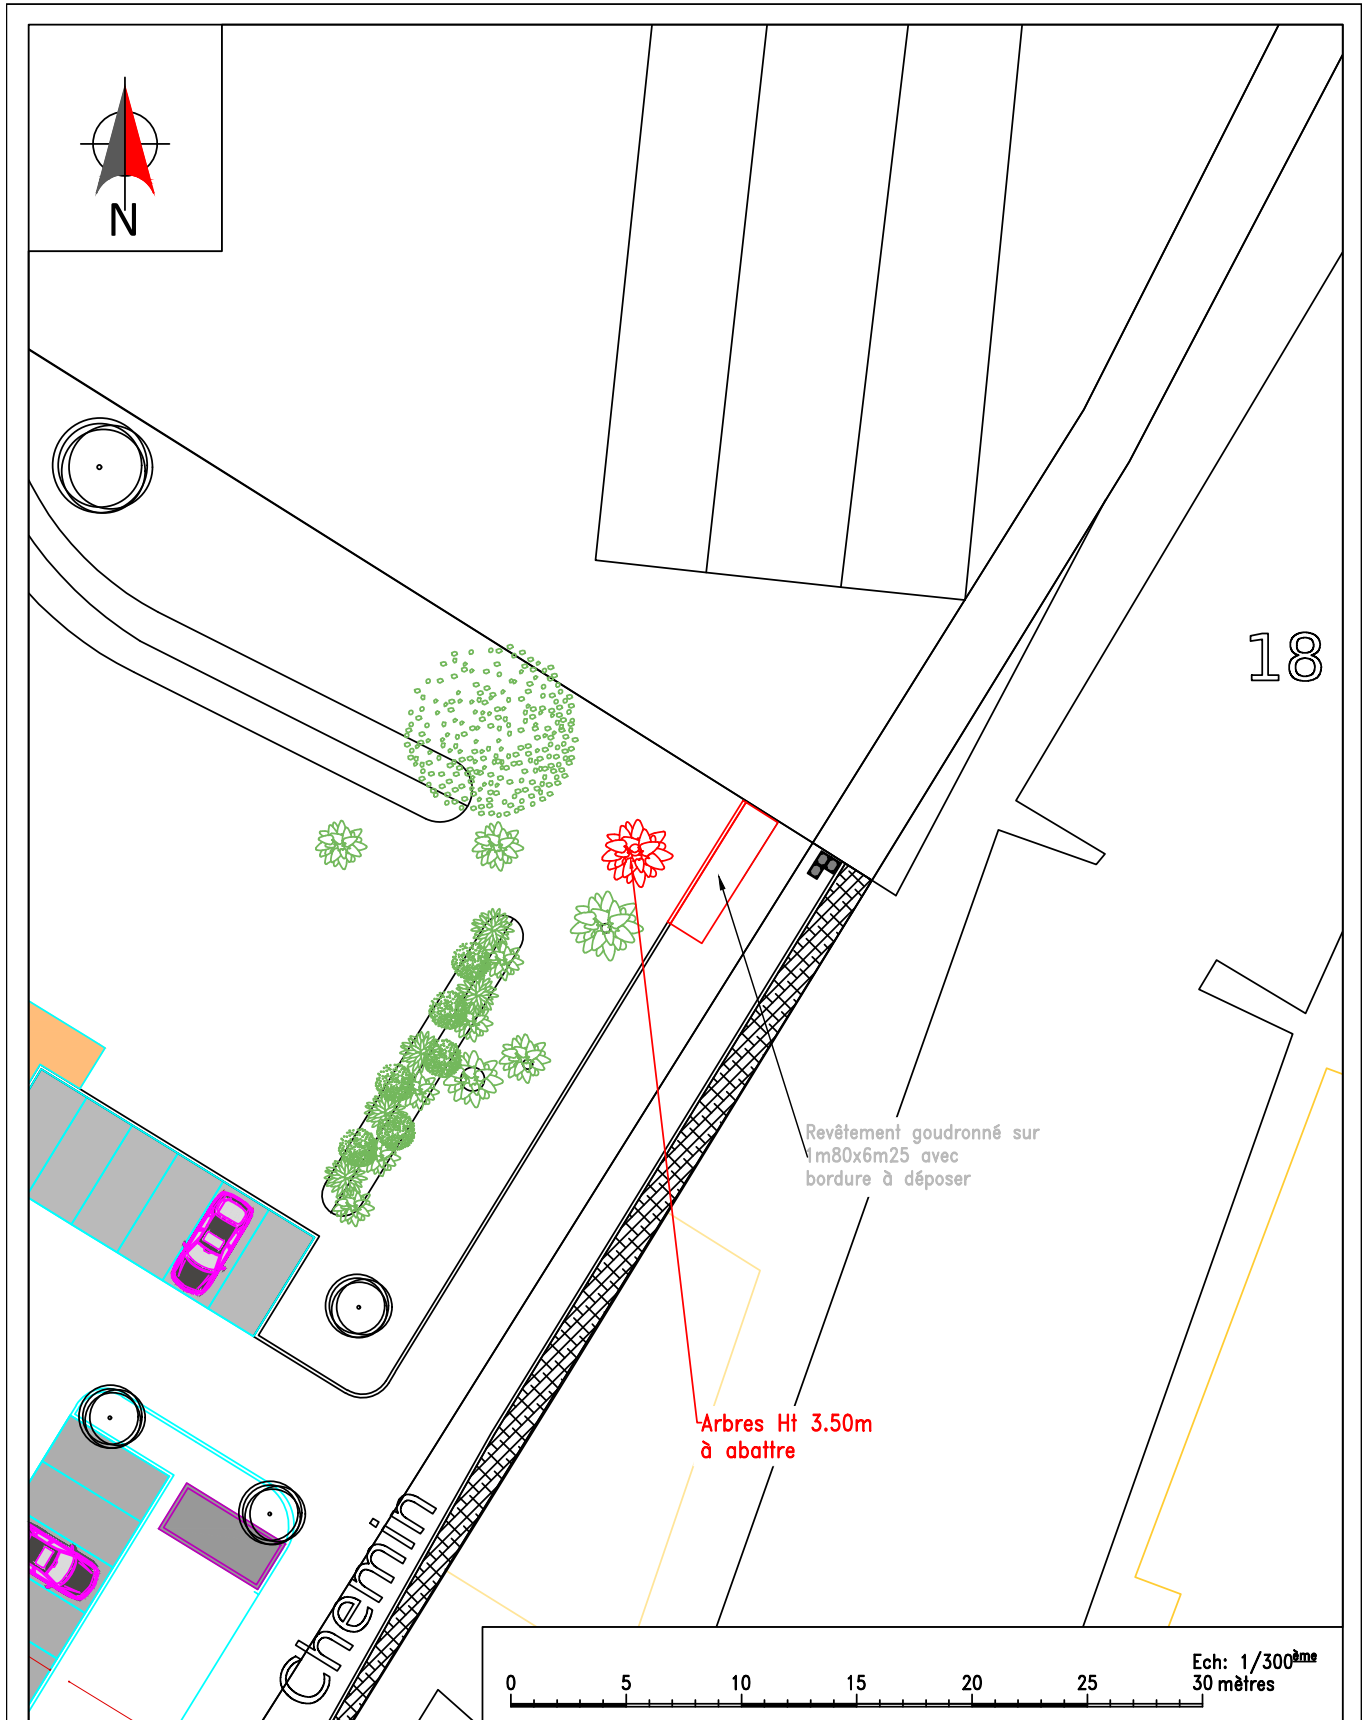 N
18
Revêtement goudronné sur
1m80x6m25 avec
bordure à déposer
Arbres Ht 3.50m
à abattre
Chemin
Ech: 1/300ème
0 5 10 15 20 25 30 mètres